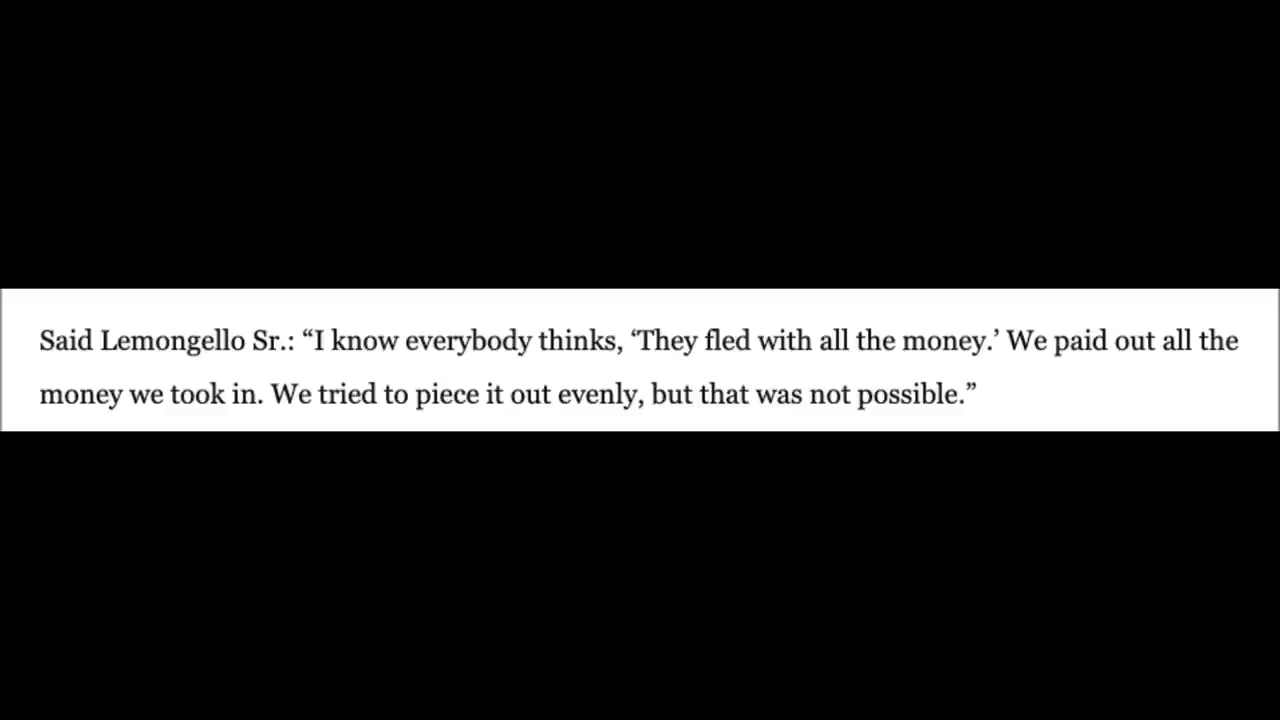 Said Lemongello Sr.: “I know everybody thinks, ‘They fled with all the money.’ We paid out all the
money we took in. We tried to piece it out evenly, but that was not possible.”